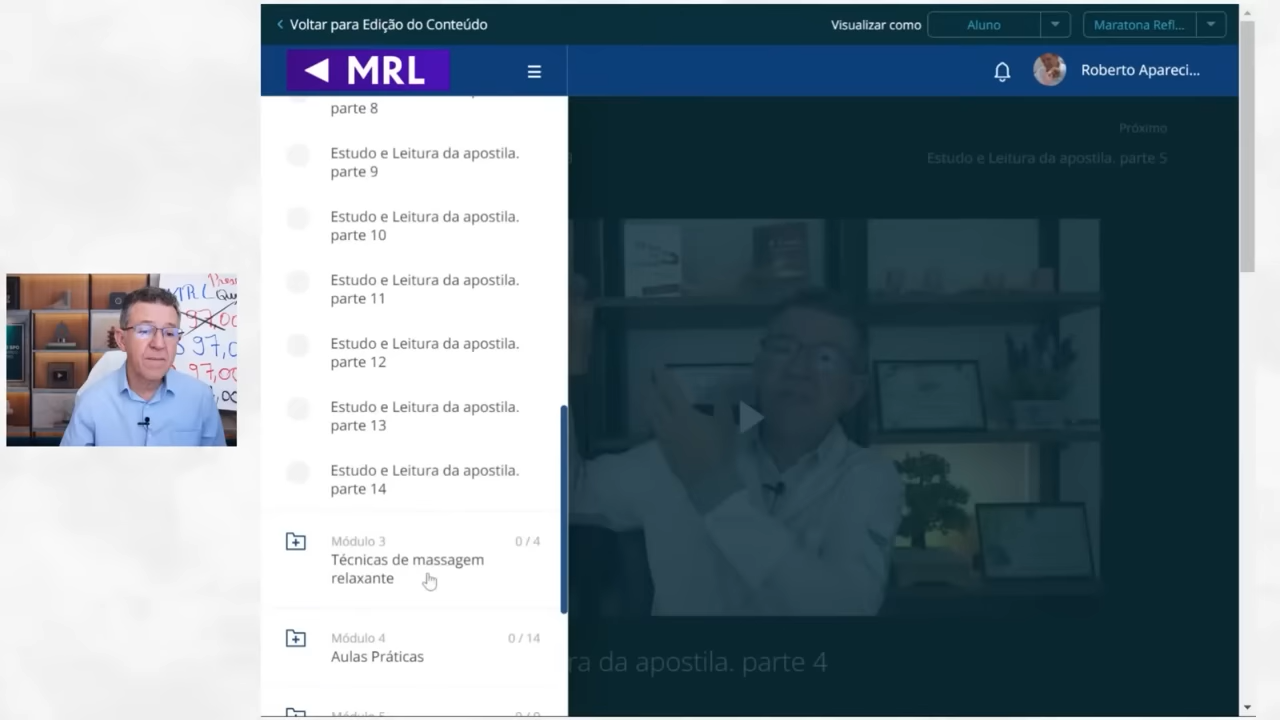 Voltar para Edição do Conteúdo
Visualizar como
Aluno
Maratona Refl...
MRL
Roberto Apareci...
parte 8
Estudo e Leitura da apostila.
parte 9
Estudo e Leitura da apostila.
parte 10
Estudo e Leitura da apostila.
parte 11
Estudo e Leitura da apostila.
parte 12
Estudo e Leitura da apostila.
parte 13
Estudo e Leitura da apostila.
parte 14
Módulo 3
0 / 4
Técnicas de massagem
relaxante
Módulo 4
0 / 14
Aulas Práticas
Próximo
Estudo e Leitura da apostila. parte 5
ra da apostila. parte 4
97,0
97,00